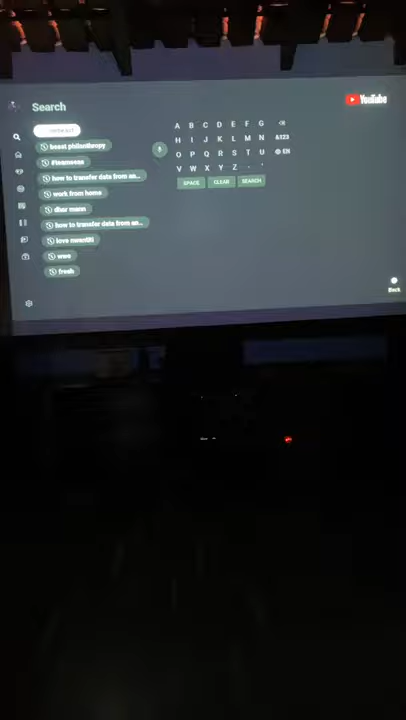 Search
YouTube
beast philanthropy
#teamseas
how to transfer data from an...
work from home
dhar mann
how to transfer data from an...
love nwantiti
wwe
fresh
A B C D E F G
H I J K L M N &123
O P Q R S T U EN
V W X Y Z - '
SPACE CLEAR SEARCH
Back